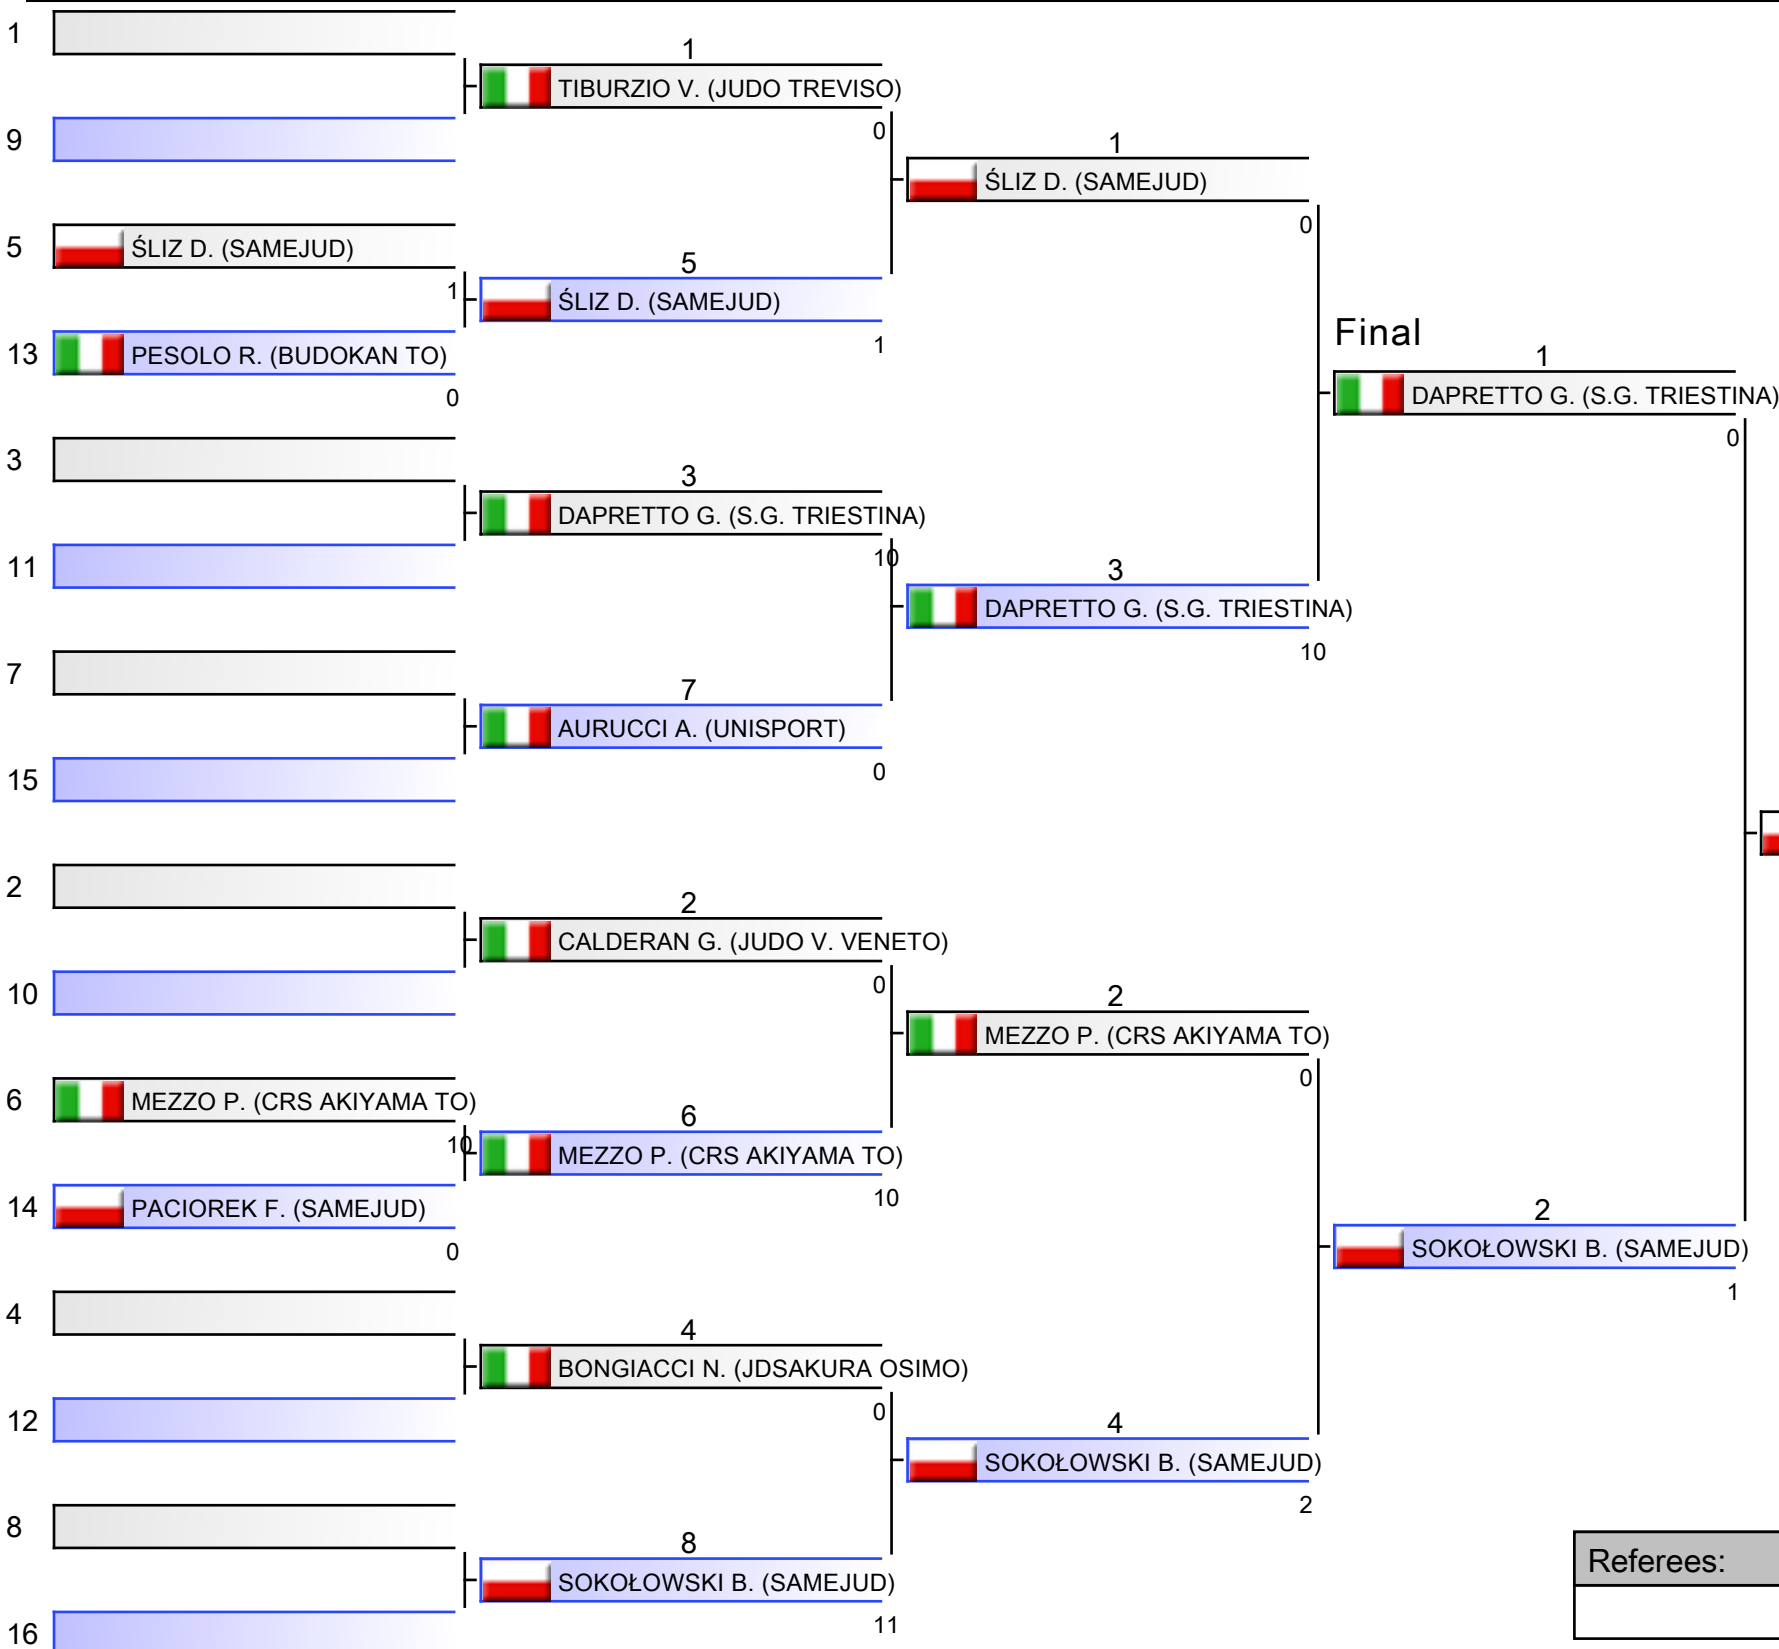 1
9
5
ŚLIZ D. (SAMEJUD)
1
13
PESOLO R. (BUDOKAN TO)
0
3
11
7
15
2
10
6
MEZZO P. (CRS AKIYAMA TO)
10
14
PACIOREK F. (SAMEJUD)
0
4
12
8
16
1
TIBURZIO V. (JUDO TREVISO)
0
5
ŚLIZ D. (SAMEJUD)
1
3
DAPRETTO G. (S.G. TRIESTINA)
10
7
AURUCCI A. (UNISPORT)
0
2
CALDERAN G. (JUDO V. VENETO)
0
6
MEZZO P. (CRS AKIYAMA TO)
10
4
BONGIACCI N. (JDSAKURA OSIMO)
0
8
SOKOŁOWSKI B. (SAMEJUD)
11
1
ŚLIZ D. (SAMEJUD)
0
3
DAPRETTO G. (S.G. TRIESTINA)
10
2
MEZZO P. (CRS AKIYAMA TO)
0
4
SOKOŁOWSKI B. (SAMEJUD)
2
Final
1
DAPRETTO G. (S.G. TRIESTINA)
0
2
SOKOŁOWSKI B. (SAMEJUD)
1
Referees: